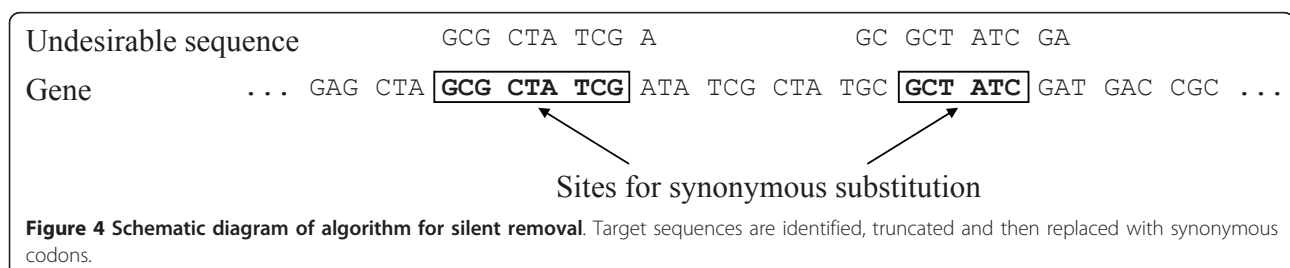 Undesirable sequence GCG CTA TCG A GC GCT ATC GA
Gene ... GAG CTA GCG CTA TCG ATA TCG CTA TGC GCT ATC GAT GAC CGC ...
Sites for synonymous substitution
Figure 4 Schematic diagram of algorithm for silent removal. Target sequences are identified, truncated and then replaced with synonymous
codons.